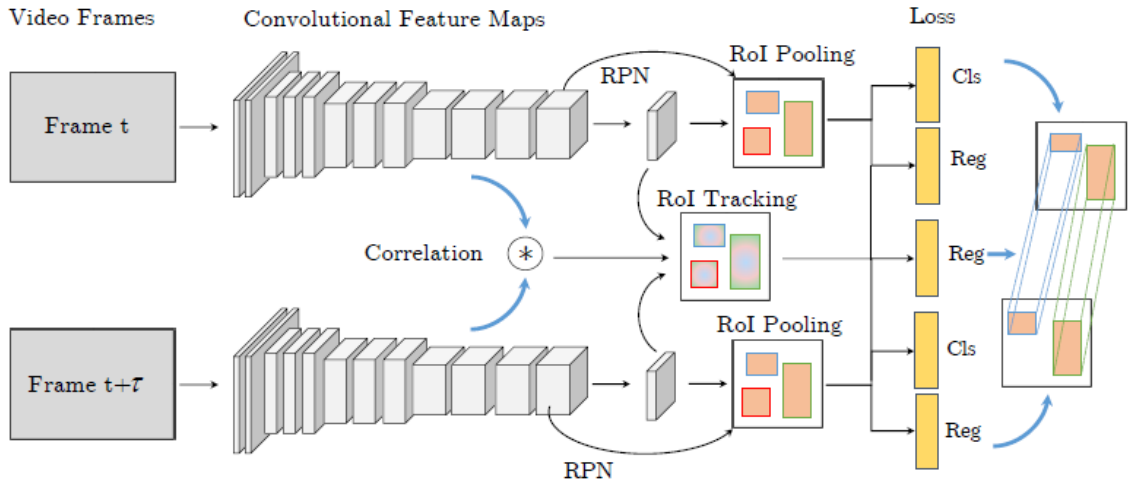 Video Frames
Convolutional Feature Maps
Loss
RoI Pooling
RPN
Cls
Frame t
Reg
RoI Tracking
Correlation
*
Reg
RoI Pooling
Cls
Frame t+τ
Reg
RPN